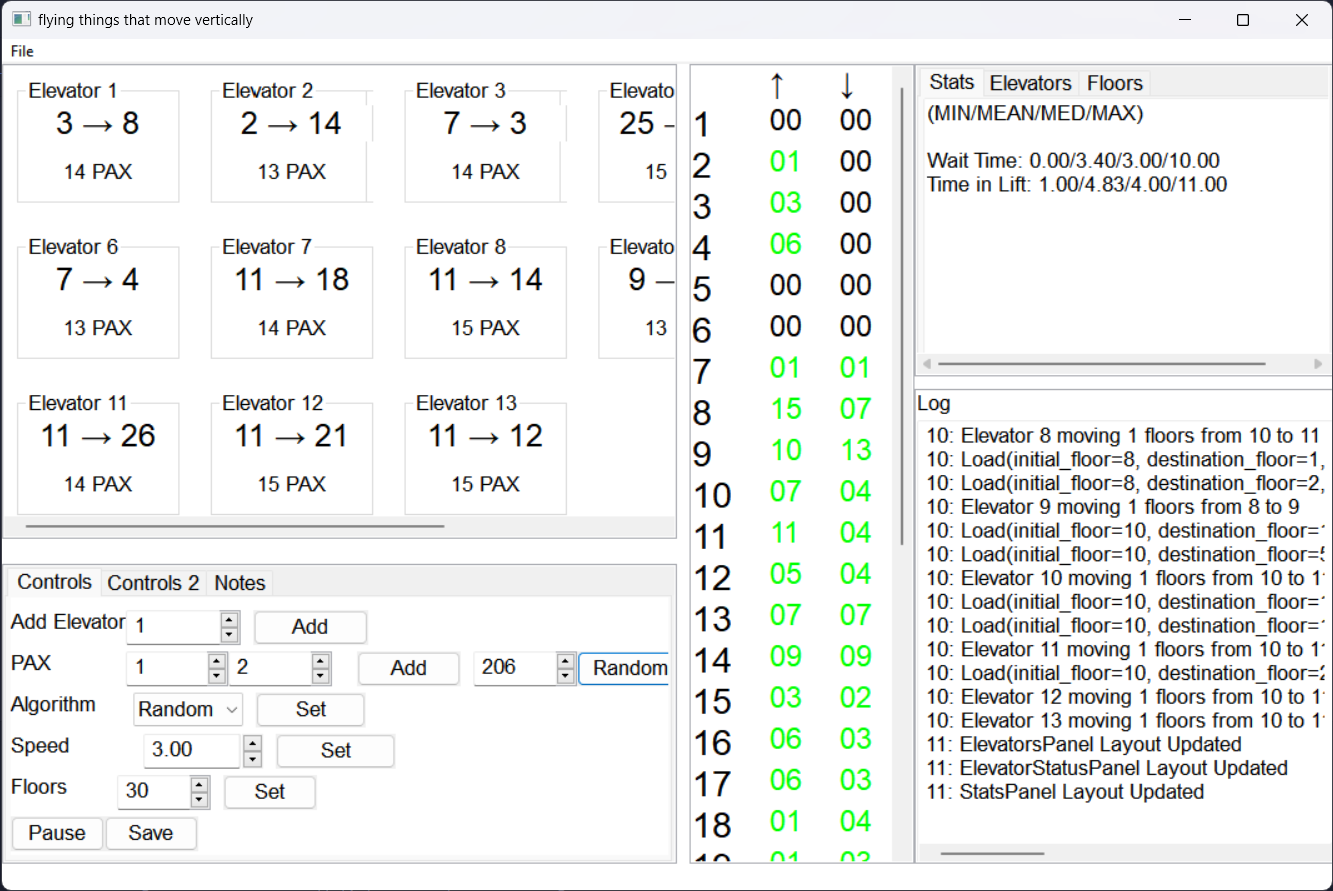 flying things that move vertically
File
Elevator 1
3 → 8
14 PAX
Elevator 2
2 → 14
13 PAX
Elevator 3
7 → 3
14 PAX
Elevato
25
15
Elevator 6
7 → 4
13 PAX
Elevator 7
11 → 18
14 PAX
Elevator 8
11 → 14
15 PAX
Elevato
9
13
Elevator 11
11 → 26
14 PAX
Elevator 12
11 → 21
15 PAX
Elevator 13
11 → 12
15 PAX
Controls Controls 2 Notes
Add Elevator 1 Add
PAX 1 2 Add 206 Random
Algorithm Random Set
Speed 3.00 Set
Floors 30 Set
Pause Save
↑ ↓
1 00 00
2 01 00
3 03 00
4 06 00
5 00 00
6 00 00
7 01 01
8 15 07
9 10 13
10 07 04
11 11 04
12 05 04
13 07 07
14 09 09
15 03 02
16 06 03
17 06 03
18 01 04
Stats Elevators Floors
(MIN/MEAN/MED/MAX)
Wait Time: 0.00/3.40/3.00/10.00
Time in Lift: 1.00/4.83/4.00/11.00
Log
10: Elevator 8 moving 1 floors from 10 to 11
10: Load(initial_floor=8, destination_floor=1,
10: Load(initial_floor=8, destination_floor=2,
10: Elevator 9 moving 1 floors from 8 to 9
10: Load(initial_floor=10, destination_floor=
10: Load(initial_floor=10, destination_floor=
10: Elevator 10 moving 1 floors from 10 to 1
10: Load(initial_floor=10, destination_floor=
10: Load(initial_floor=10, destination_floor=
10: Elevator 11 moving 1 floors from 10 to 1
10: Load(initial_floor=10, destination_floor=
10: Elevator 12 moving 1 floors from 10 to 1
10: Elevator 13 moving 1 floors from 10 to 1
11: ElevatorsPanel Layout Updated
11: ElevatorStatusPanel Layout Updated
11: StatsPanel Layout Updated